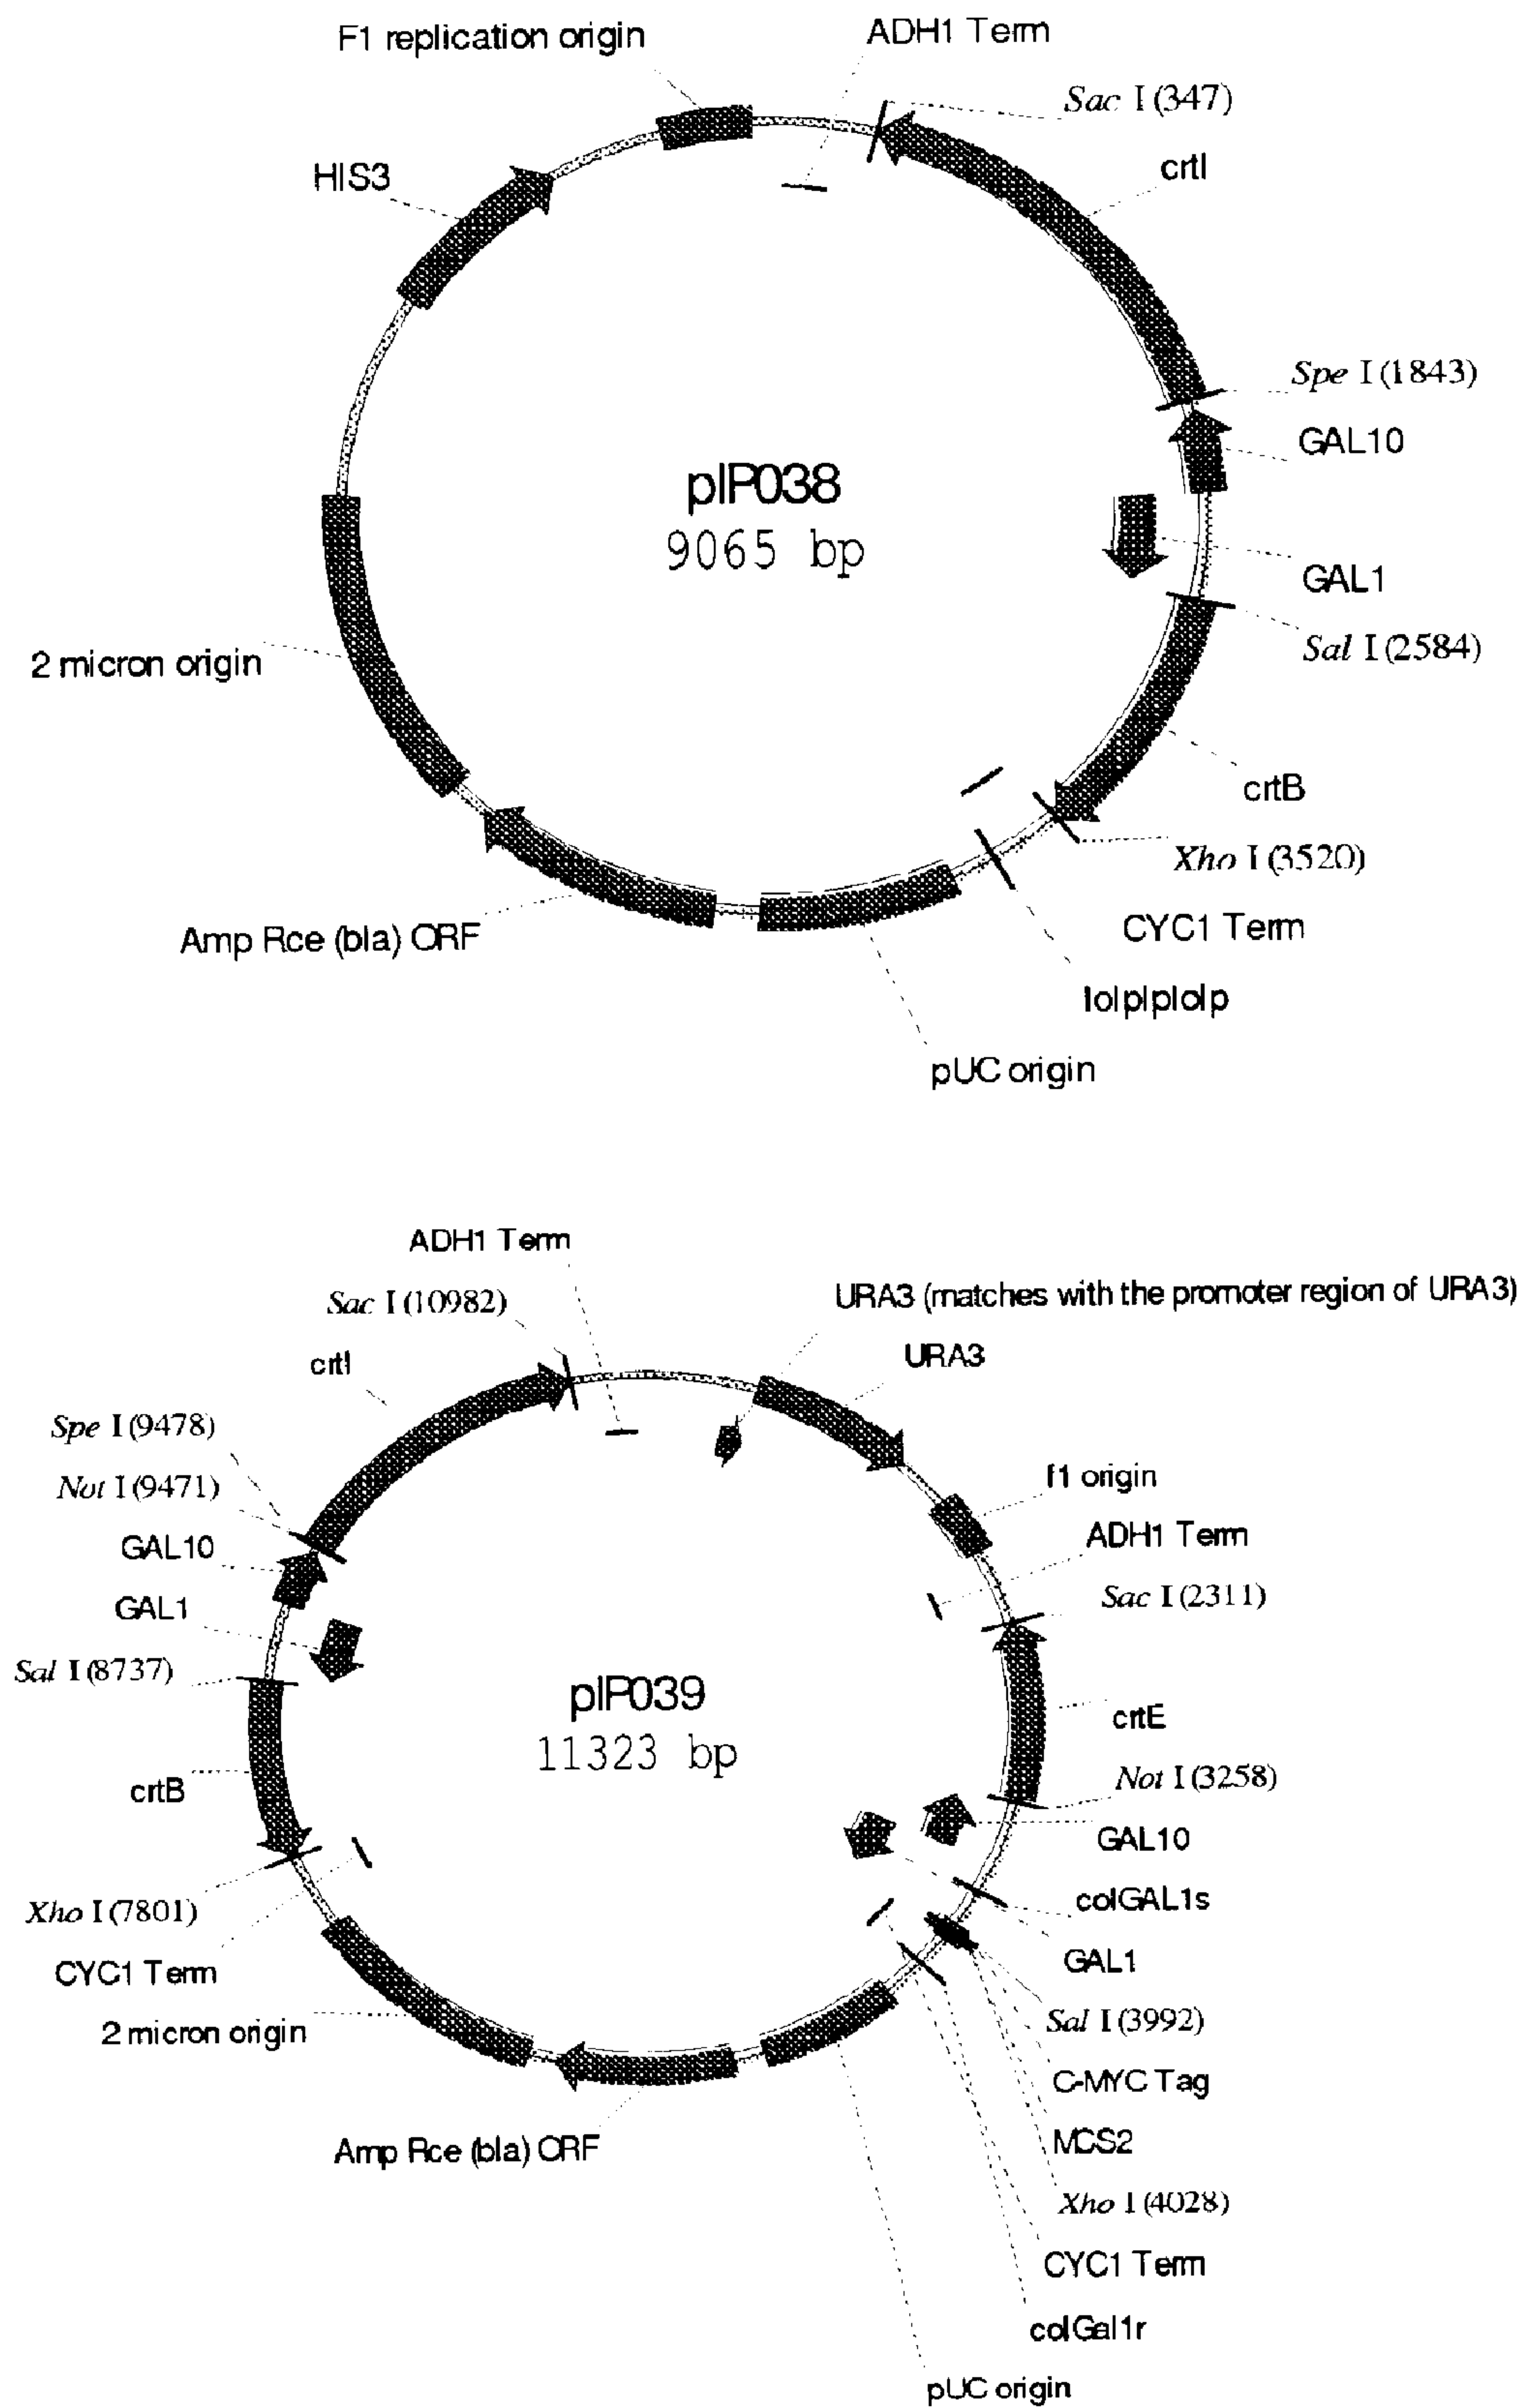 F1 replication origin
ADH1 Term
Sac I (347)
crtI
HIS3
Spe I (1843)
GAL10
pIP038
9065 bp
GAL1
Sal I (2584)
2 micron origin
crtB
Xho I (3520)
CYC1 Term
Amp Rce (bla) ORF
lolplplolp
pUC origin
ADH1 Term
Sac I (10982)
URA3 (matches with the promoter region of URA3)
URA3
crtI
Spe I (9478)
Not I (9471)
f1 origin
GAL10
ADH1 Term
Sac I (2311)
GAL1
Sal I (8737)
pIP039
11323 bp
crtE
Not I (3258)
crtB
GAL10
colGAL1s
Xho I (7801)
GAL1
CYC1 Term
Sal I (3992)
2 micron origin
C-MYC Tag
MCS2
Amp Rce (bla) ORF
Xho I (4028)
CYC1 Term
colGal1r
pUC origin